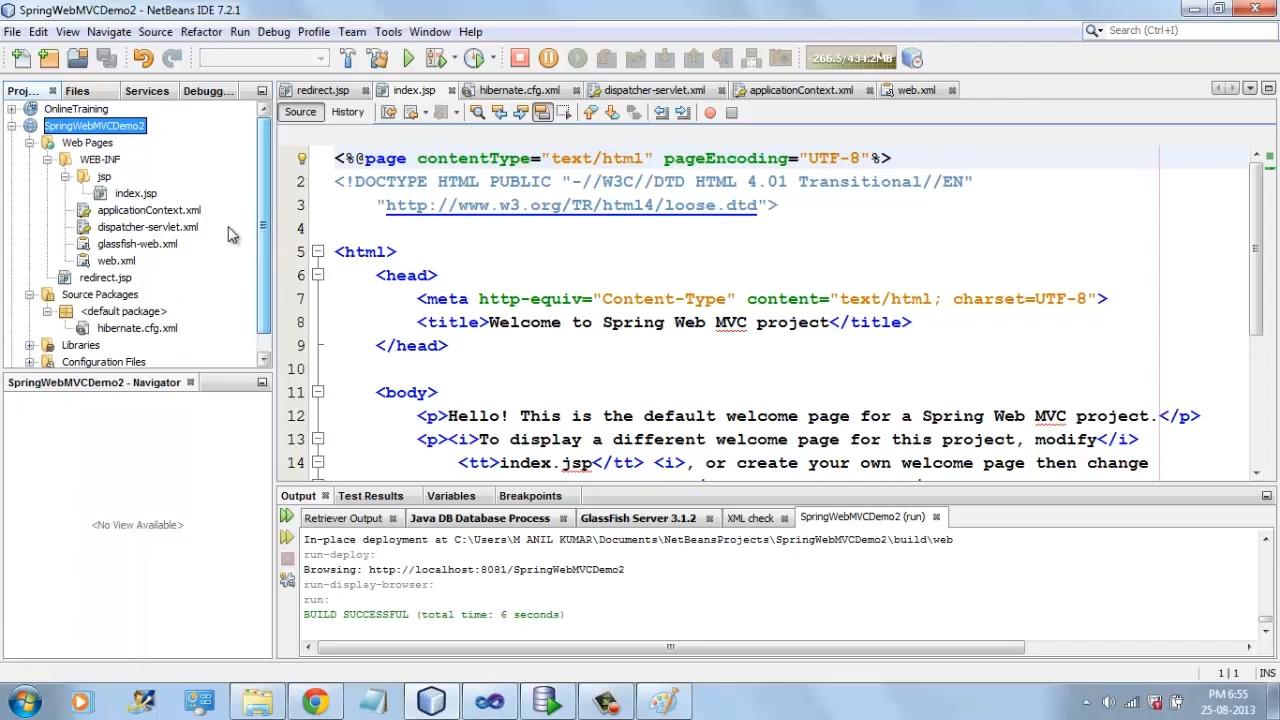 SpringWebMVCDemo2 - NetBeans IDE 7.2.1
File Edit View Navigate Source Refactor Run Debug Profile Team Tools Window Help
Search (Ctrl+I)
266.5/434.2MB
Proj... Files Services Debugg...
redirect.jsp index.jsp hibernate.cfg.xml dispatcher-servlet.xml applicationContext.xml web.xml
Source History
OnlineTraining
SpringWebMVCDemo2
Web Pages
WEB-INF
jsp
index.jsp
applicationContext.xml
dispatcher-servlet.xml
glassfish-web.xml
web.xml
redirect.jsp
Source Packages
<default package>
hibernate.cfg.xml
Libraries
Configuration Files
SpringWebMVCDemo2 - Navigator
<No View Available>
<%@page contentType="text/html" pageEncoding="UTF-8"%>
2 <!DOCTYPE HTML PUBLIC "-//W3C//DTD HTML 4.01 Transitional//EN"
3 "http://www.w3.org/TR/html4/loose.dtd">
4
5 <html>
6 <head>
7 <meta http-equiv="Content-Type" content="text/html; charset=UTF-8">
8 <title>Welcome to Spring Web MVC project</title>
9 </head>
10
11 <body>
12 <p>Hello! This is the default welcome page for a Spring Web MVC project.</p>
13 <p><i>To display a different welcome page for this project, modify</i>
14 <tt>index.jsp</tt> <i>, or create your own welcome page then change
Output Test Results Variables Breakpoints
Retriever Output Java DB Database Process GlassFish Server 3.1.2 XML check SpringWebMVCDemo2 (run)
In-place deployment at C:\Users\M ANIL KUMAR\Documents\NetBeansProjects\SpringWebMVCDemo2\build\web
run-deploy:
Browsing: http://localhost:8081/SpringWebMVCDemo2
run-display-browser:
run:
BUILD SUCCESSFUL (total time: 6 seconds)
1 | 1 INS
PM 6:55
25-08-2013